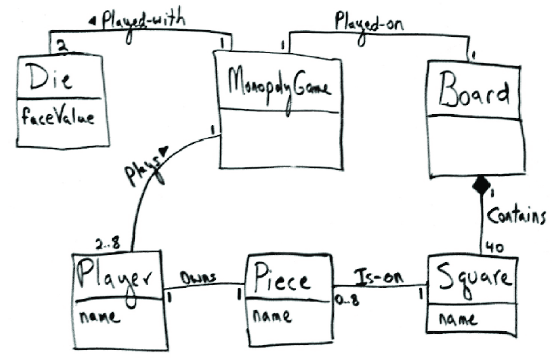 ◄ Played-with
Played-on
2
1
1
1
Die
faceValue
MonopolyGame
Board
1
Plays
1
Contains
2..8
40
Player
name
Owns
1
1
Piece
name
Is-on
0..8
1
Square
name